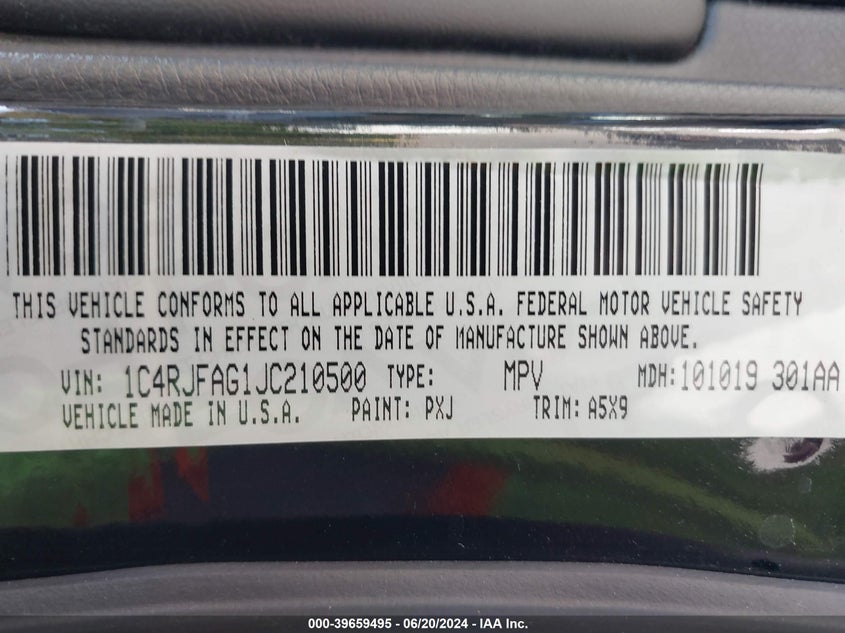 THIS VEHICLE CONFORMS TO ALL APPLICABLE U.S.A. FEDERAL MOTOR VEHICLE SAFETY
STANDARDS IN EFFECT ON THE DATE OF MANUFACTURE SHOWN ABOVE.
VIN: 1C4RJFAG1JC210500 TYPE: MPV MDH:101019 301AA
VEHICLE MADE IN U.S.A. PAINT: PXJ TRIM: A5X9
000-39659495 - 06/20/2024 - IAA Inc.